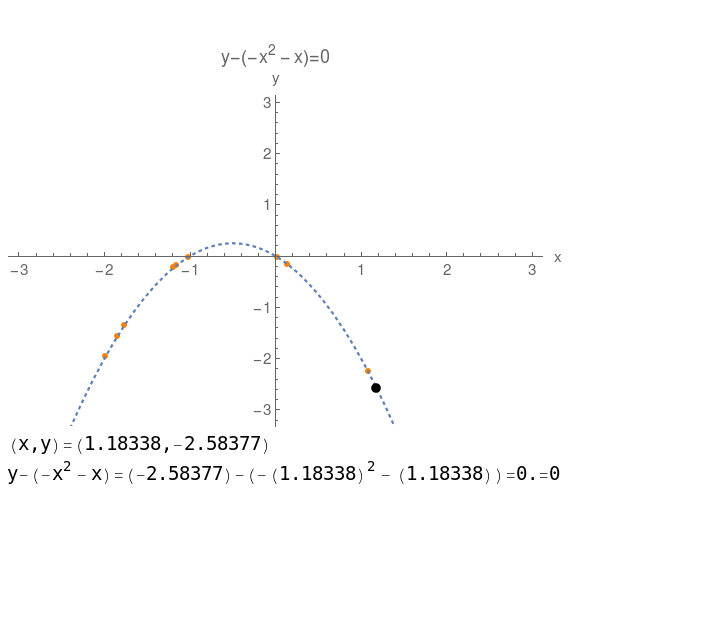 y−(−x² − x)=0
y
3
2
1
−3 −2 −1 1 2 3 x
−1
−2
−3
(x,y)=(1.18338,−2.58377)
y−(−x² − x)=(−2.58377)−(−(1.18338)² − (1.18338))=0.=0